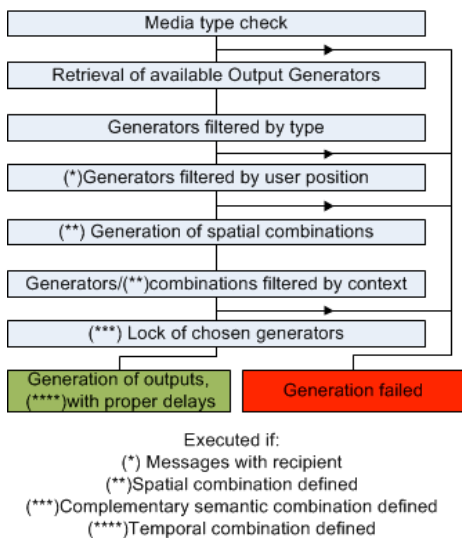 Media type check
Retrieval of available Output Generators
Generators filtered by type
(*)Generators filtered by user position
(**) Generation of spatial combinations
Generators/(**)combinations filtered by context
(***) Lock of chosen generators
Generation of outputs,
(****)with proper delays
Generation failed
Executed if:
(*) Messages with recipient
(**)Spatial combination defined
(***)Complementary semantic combination defined
(****)Temporal combination defined